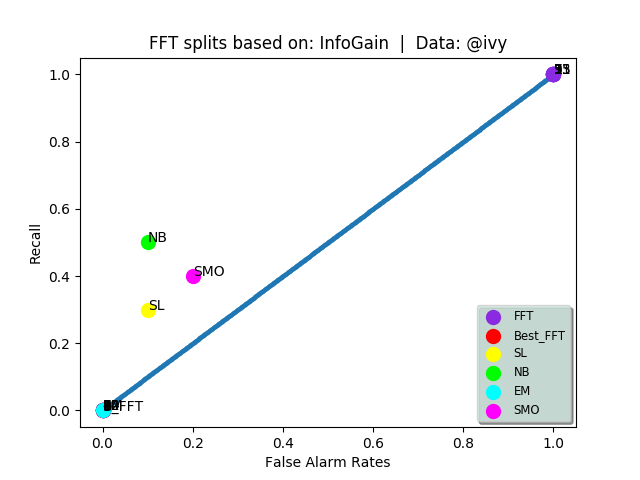 FFT splits based on: InfoGain | Data: @ivy
Recall
1.0
0.8
0.6
0.4
0.2
0.0
NB
SMO
SL
0.0
0.2
0.4
0.6
0.8
1.0
False Alarm Rates
FFT
Best_FFT
SL
NB
EM
SMO